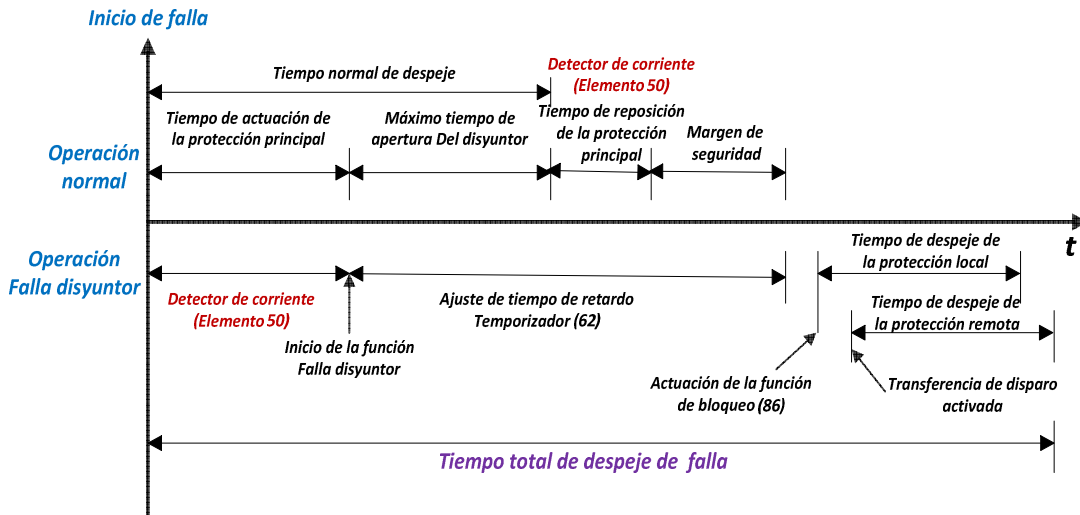 Inicio de falla
Tiempo normal de despeje
Detector de corriente
(Elemento 50)
Tiempo de actuación de
la protección principal
Máximo tiempo de
apertura Del disyuntor
Tiempo de reposición
de la protección
principal
Margen de
seguridad
Operación
normal
t
Operación
Falla disyuntor
Detector de corriente
(Elemento 50)
Inicio de la función
Falla disyuntor
Ajuste de tiempo de retardo
Temporizador (62)
Tiempo de despeje de
la protección local
Tiempo de despeje de
la protección remota
Actuación de la función
de bloqueo (86)
Transferencia de disparo
activada
Tiempo total de despeje de falla